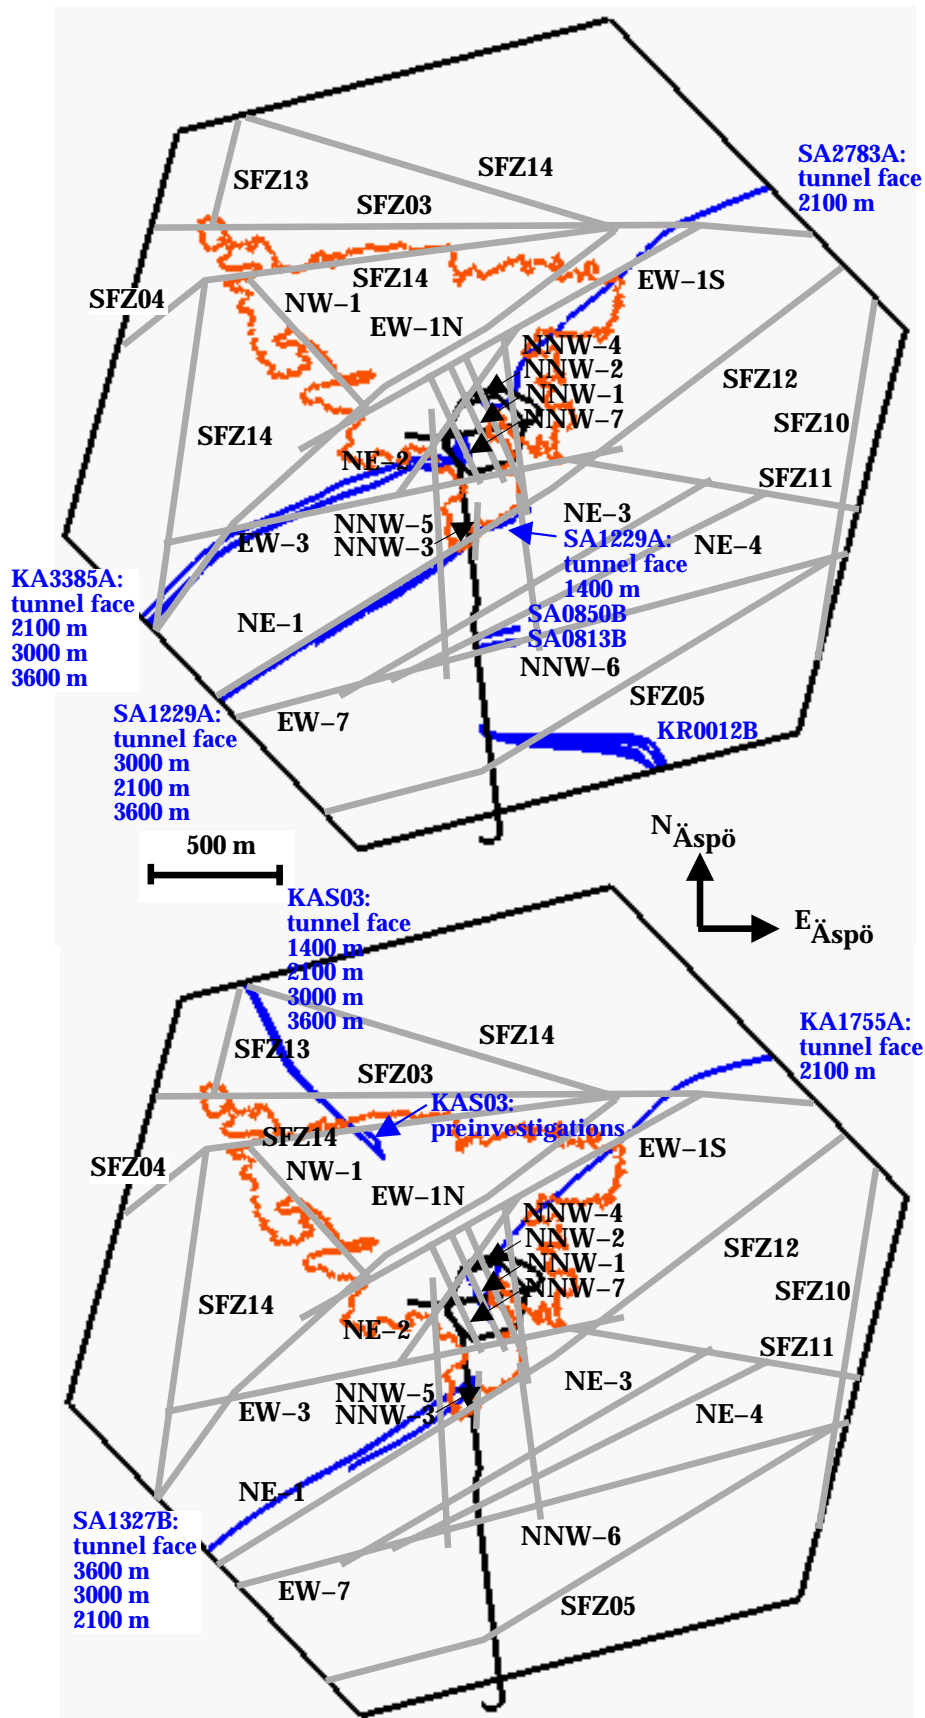 SFZ14
SA2783A:
tunnel face
2100 m
SFZ13
SFZ03
SFZ14
EW-1S
SFZ04
NW-1
EW-1N
NNW-4
NNW-2
NNW-1
NNW-7
SFZ12
SFZ10
SFZ14
NE-2
SFZ11
NNW-5
NNW-3
NE-3
EW-3
SA1229A:
tunnel face
1400 m
NE-4
KA3385A:
tunnel face
2100 m
3000 m
3600 m
NE-1
SA0850B
SA0813B
NNW-6
SFZ05
SA1229A:
tunnel face
3000 m
2100 m
3600 m
EW-7
KR0012B
500 m
N Äspö
E Äspö
KAS03:
tunnel face
1400 m
2100 m
3000 m
3600 m
SFZ14
KA1755A:
tunnel face
2100 m
SFZ13
SFZ03
KAS03:
preinvestigations
SFZ14
EW-1S
SFZ04
NW-1
EW-1N
NNW-4
NNW-2
NNW-1
NNW-7
SFZ12
SFZ10
SFZ14
NE-2
SFZ11
NNW-5
NNW-3
NE-3
EW-3
NE-4
NE-1
SA1327B:
tunnel face
3600 m
3000 m
2100 m
NNW-6
EW-7
SFZ05